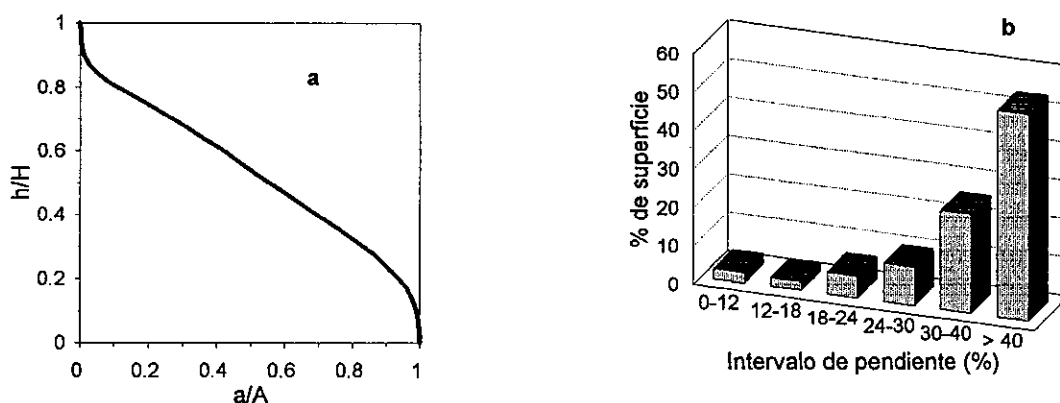 a
h/H
1
0.8
0.6
0.4
0.2
0
0 0.2 0.4 0.6 0.8 1
a/A
b
% de superfície
60
50
40
30
20
10
0
0-12 12-18 18-24 24-30 30-40 > 40
Intervalo de pendiente (%)